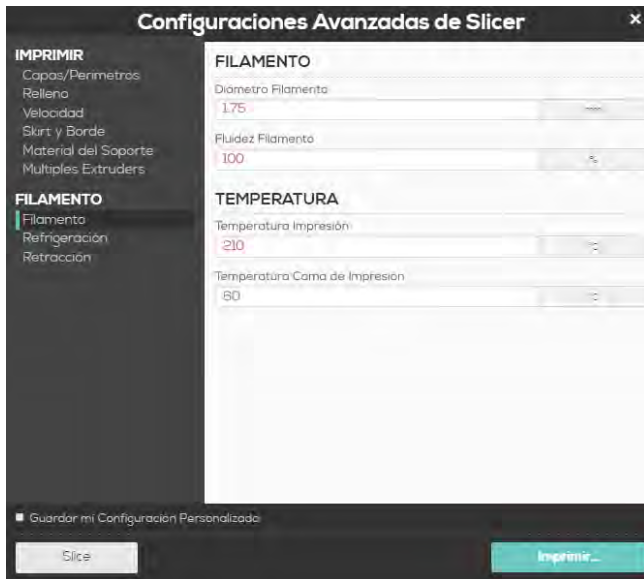 Configuraciones Avanzadas de Slicer
x
IMPRIMIR
Capas/Perimetros
Relleno
Velocidad
Skirt y Borde
Material del Soporte
Multiples Extruders
FILAMENTO
Filamento
Refrigeración
Retracción
FILAMENTO
Diámetro Filamento
1.75
Fluidez Filamento
100
%
TEMPERATURA
Temperatura Impresión
210
Temperatura Cama de Impresión
60
Guardar mi Configuración Personalizada
Slice
Imprimir...